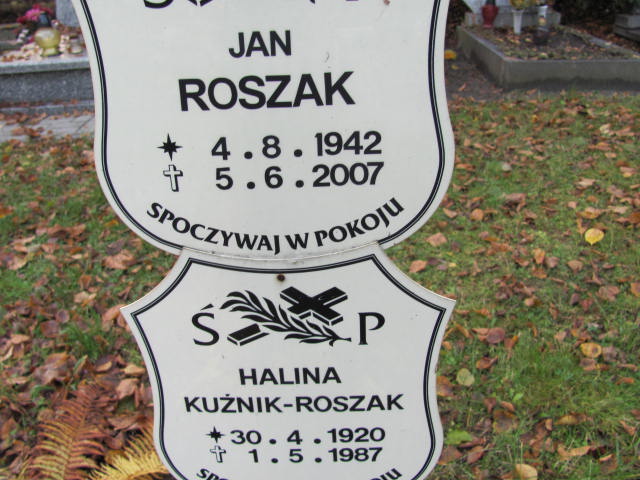 JAN
ROSZAK
4.8.1942
5.6.2007
SPOCZYWAJ W POKOJU
Ś P
HALINA
KUŹNIK-ROSZAK
30.4.1920
1.5.1987